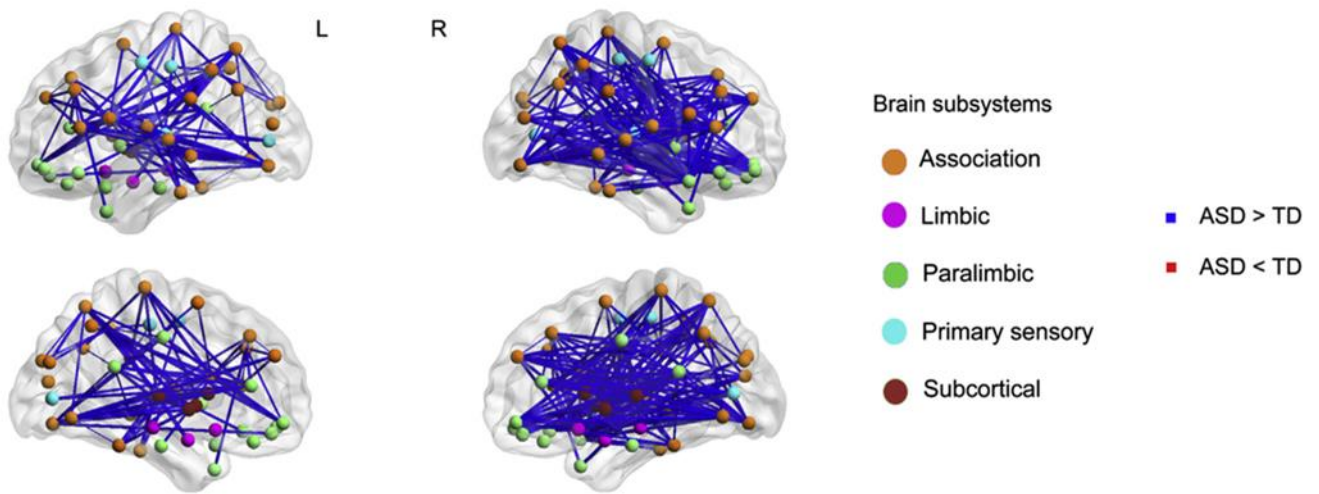 L
R
Brain subsystems
Association
Limbic
Paralimbic
Primary sensory
Subcortical
ASD > TD
ASD < TD